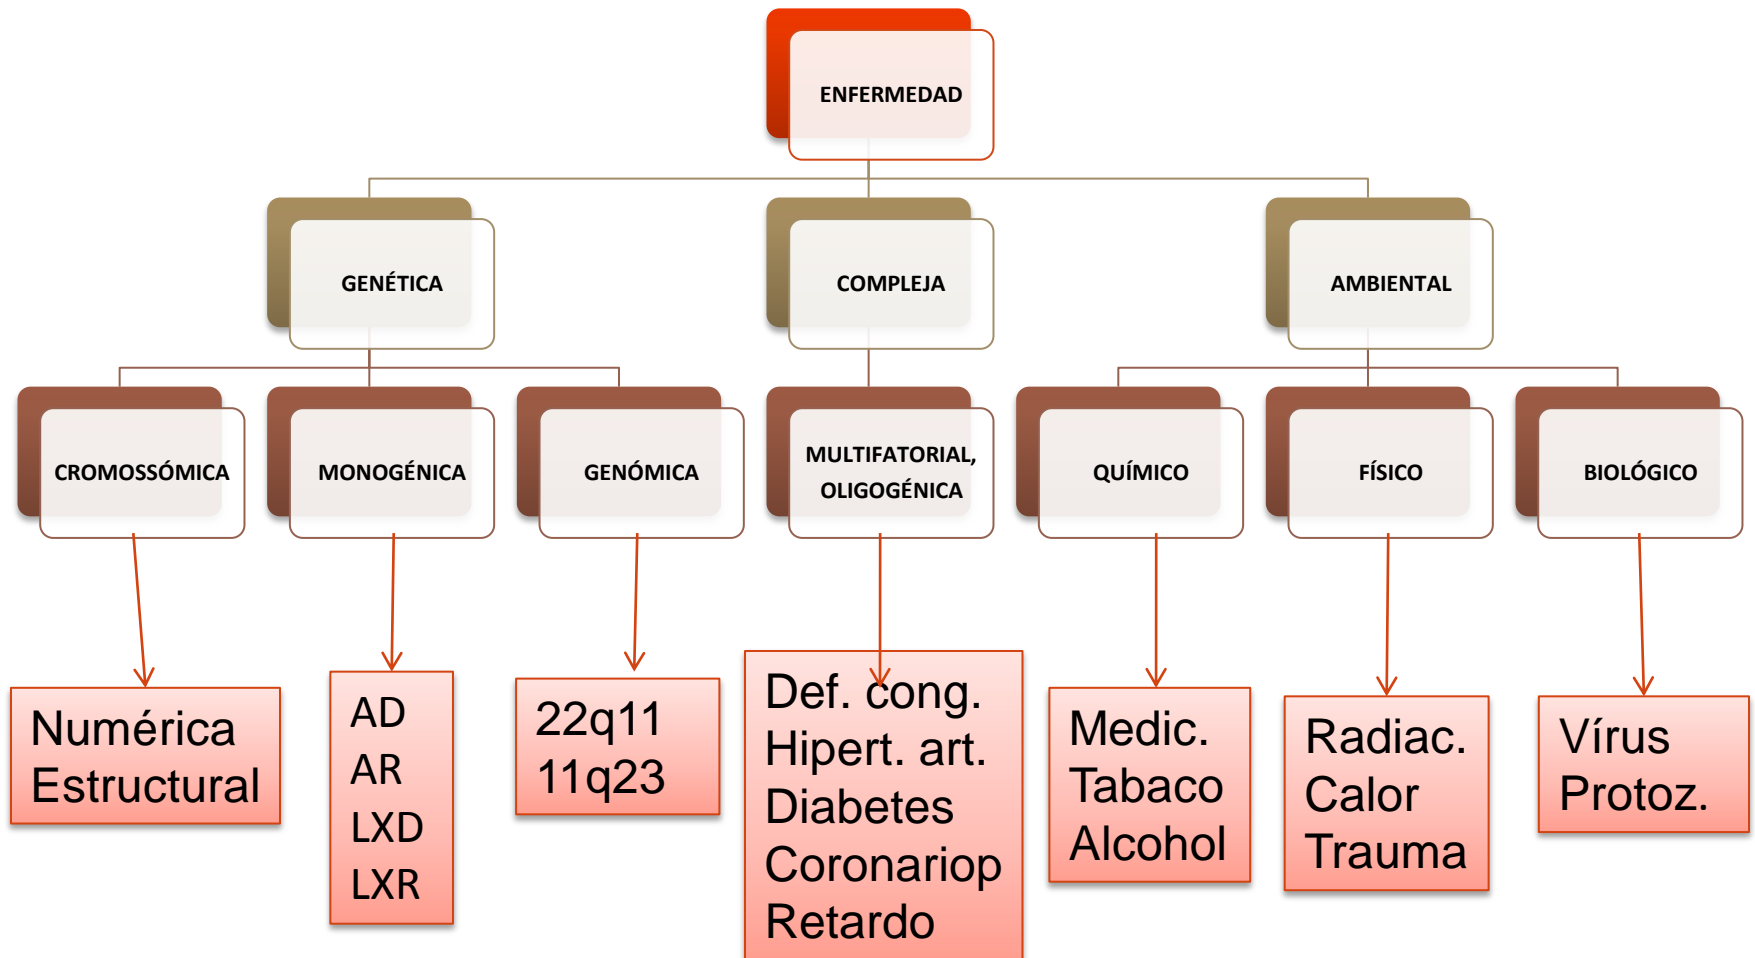 ENFERMEDAD
GENÉTICA
COMPLEJA
AMBIENTAL
CROMOSSÓMICA
MONOGÉNICA
GENÓMICA
MULTIFATORIAL,
OLIGOGÉNICA
QUÍMICO
FÍSICO
BIOLÓGICO
Numérica
Estructural
AD
AR
LXD
LXR
22q11
11q23
Def. cong.
Hipert. art.
Diabetes
Coronariop
Retardo
Medic.
Tabaco
Alcohol
Radiac.
Calor
Trauma
Vírus
Protoz.